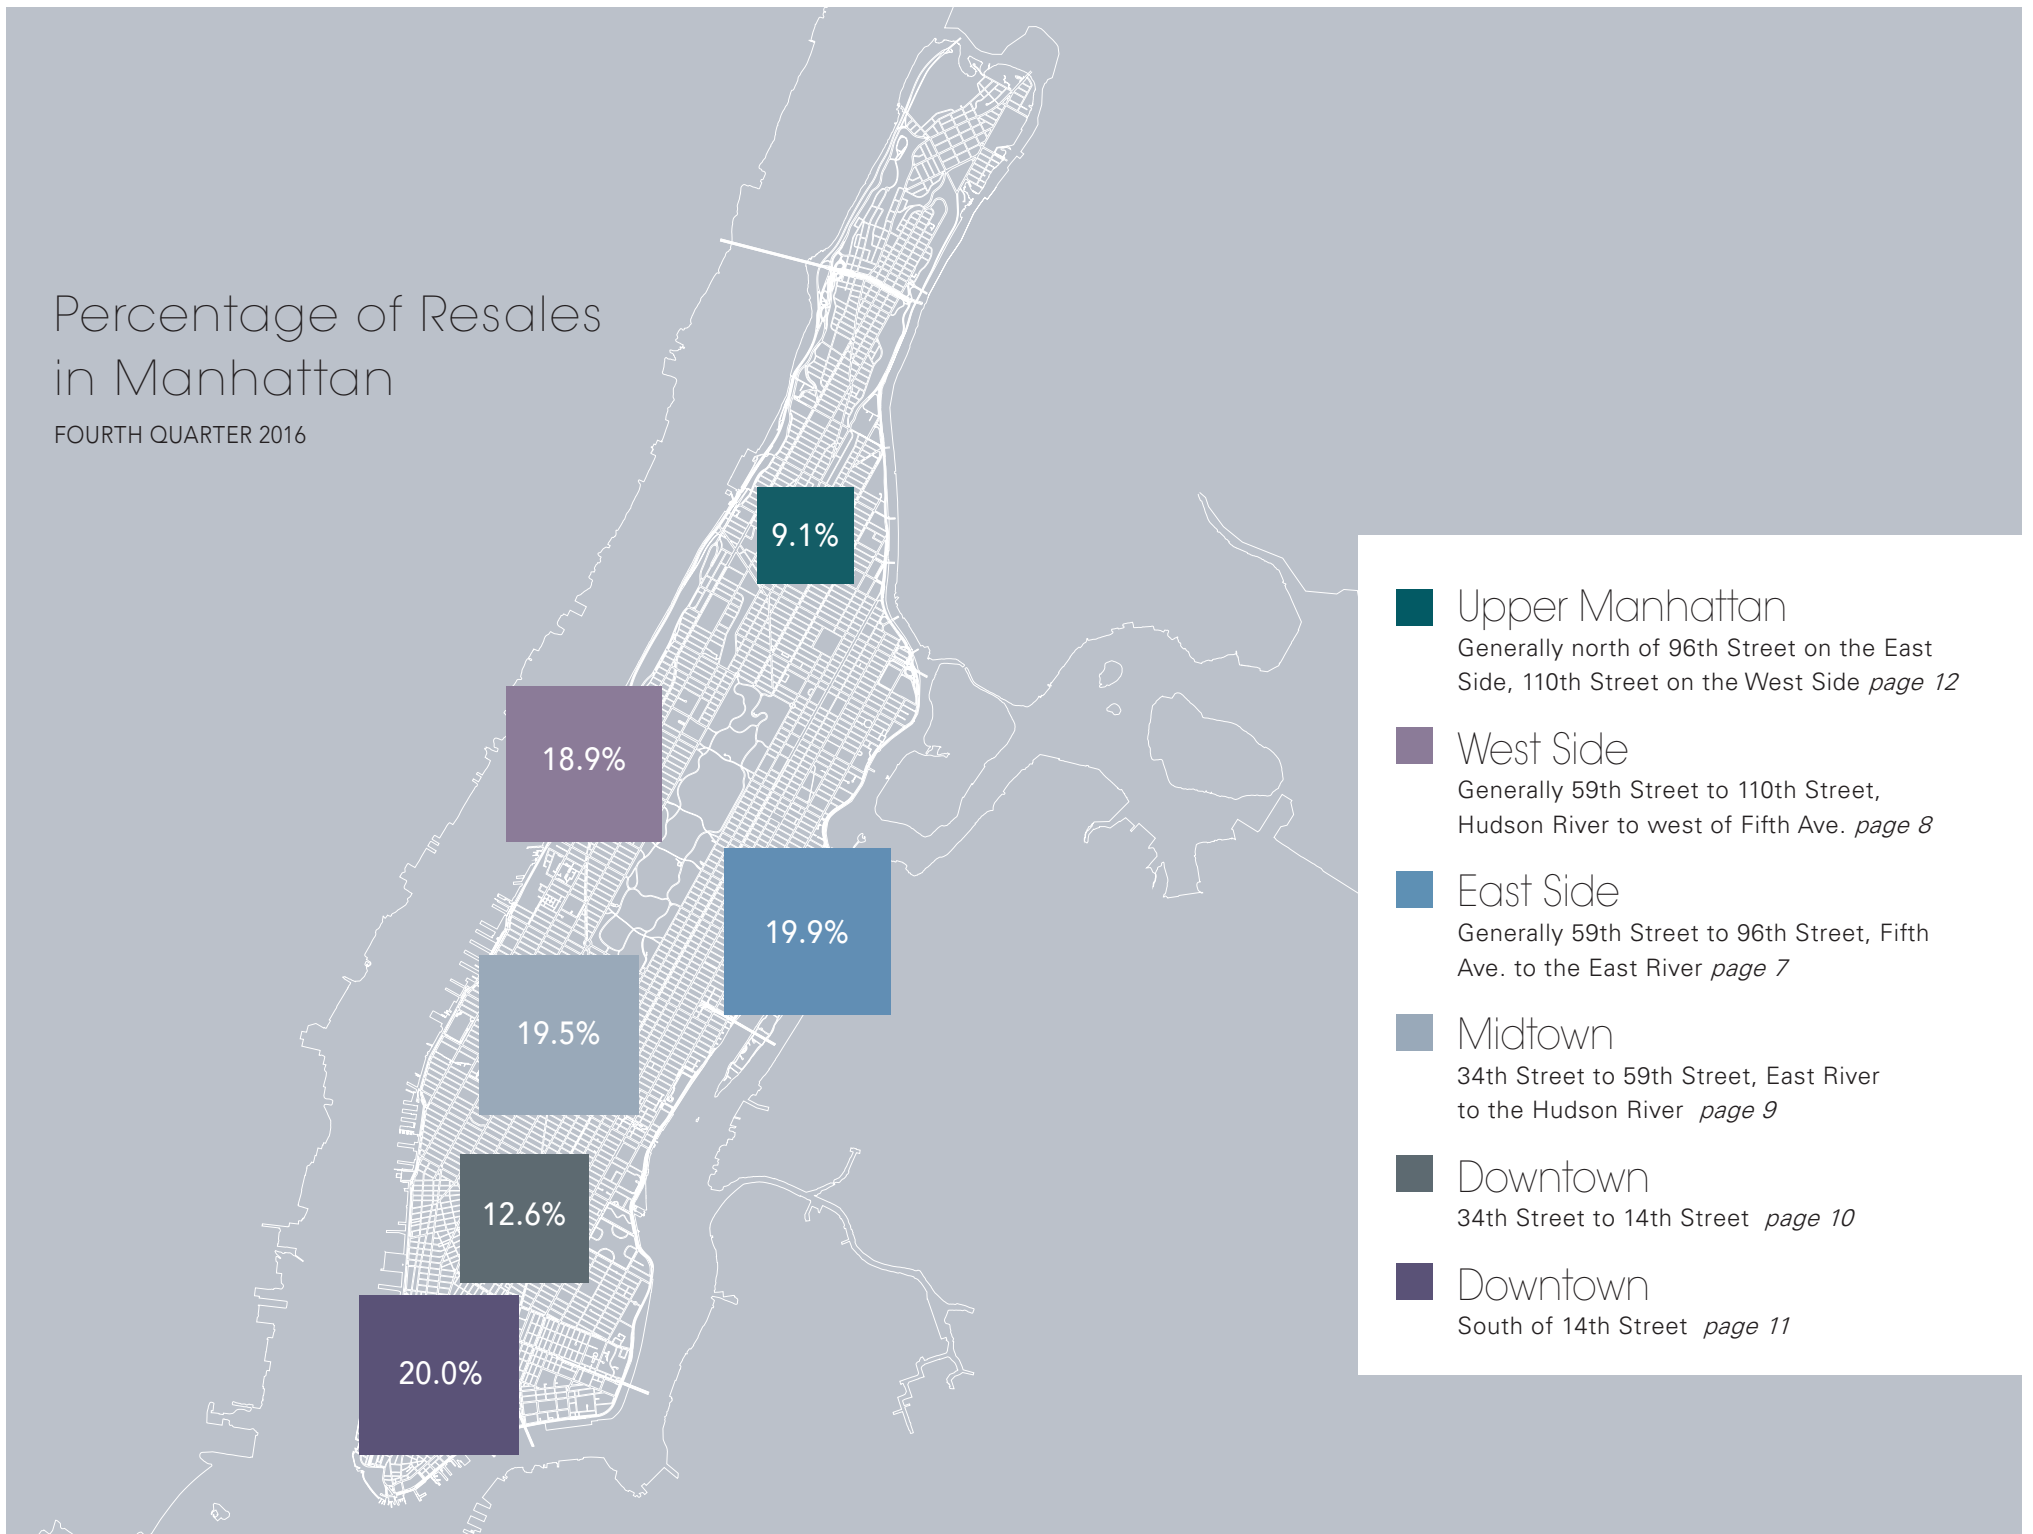 Percentage of Resales
in Manhattan
FOURTH QUARTER 2016
9.1%
18.9%
19.9%
19.5%
12.6%
20.0%
Upper Manhattan
Generally north of 96th Street on the East
Side, 110th Street on the West Side page 12
West Side
Generally 59th Street to 110th Street,
Hudson River to west of Fifth Ave. page 8
East Side
Generally 59th Street to 96th Street, Fifth
Ave. to the East River page 7
Midtown
34th Street to 59th Street, East River
to the Hudson River page 9
Downtown
34th Street to 14th Street page 10
Downtown
South of 14th Street page 11